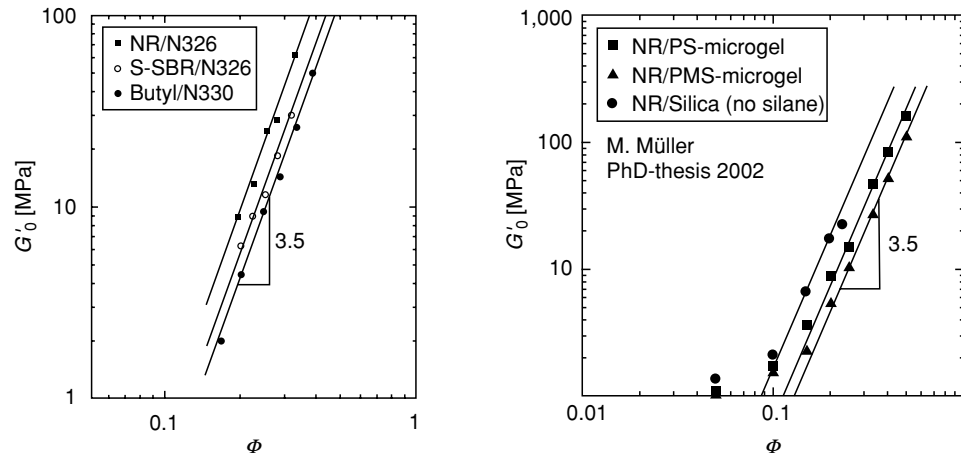 100
10
1
G′0 [MPa]
NR/N326
S-SBR/N326
Butyl/N330
3.5
0.1
1
Φ
1,000
100
10
G′0 [MPa]
NR/PS-microgel
NR/PMS-microgel
NR/Silica (no silane)
M. Müller
PhD-thesis 2002
3.5
0.01
0.1
1
Φ